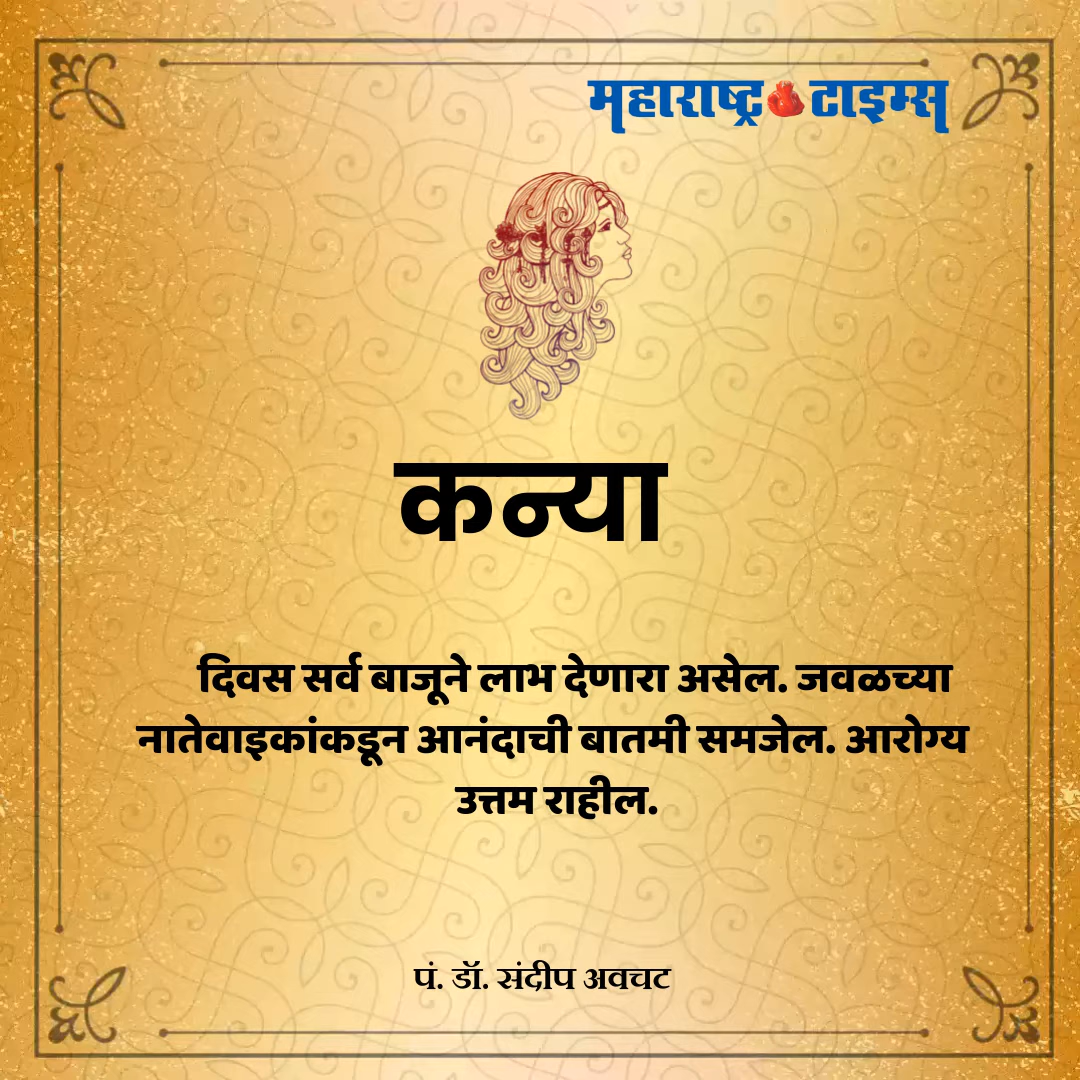 महाराष्ट्र टाइम्स
कन्या
दिवस सर्व बाजूने लाभ देणारा असेल. जवळच्या
नातेवाइकांकडून आनंदाची बातमी समजेल. आरोग्य
उत्तम राहील.
पं. डॉ. संदीप अवचट